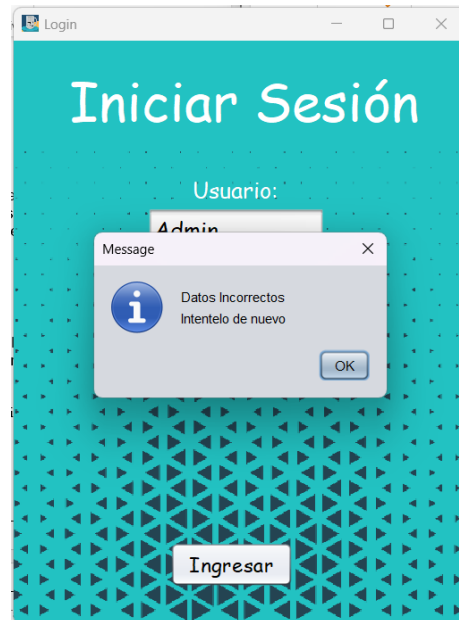 Login
Iniciar Sesión
Usuario:
Admin
Message
Datos Incorrectos
Intentelo de nuevo
OK
Ingresar